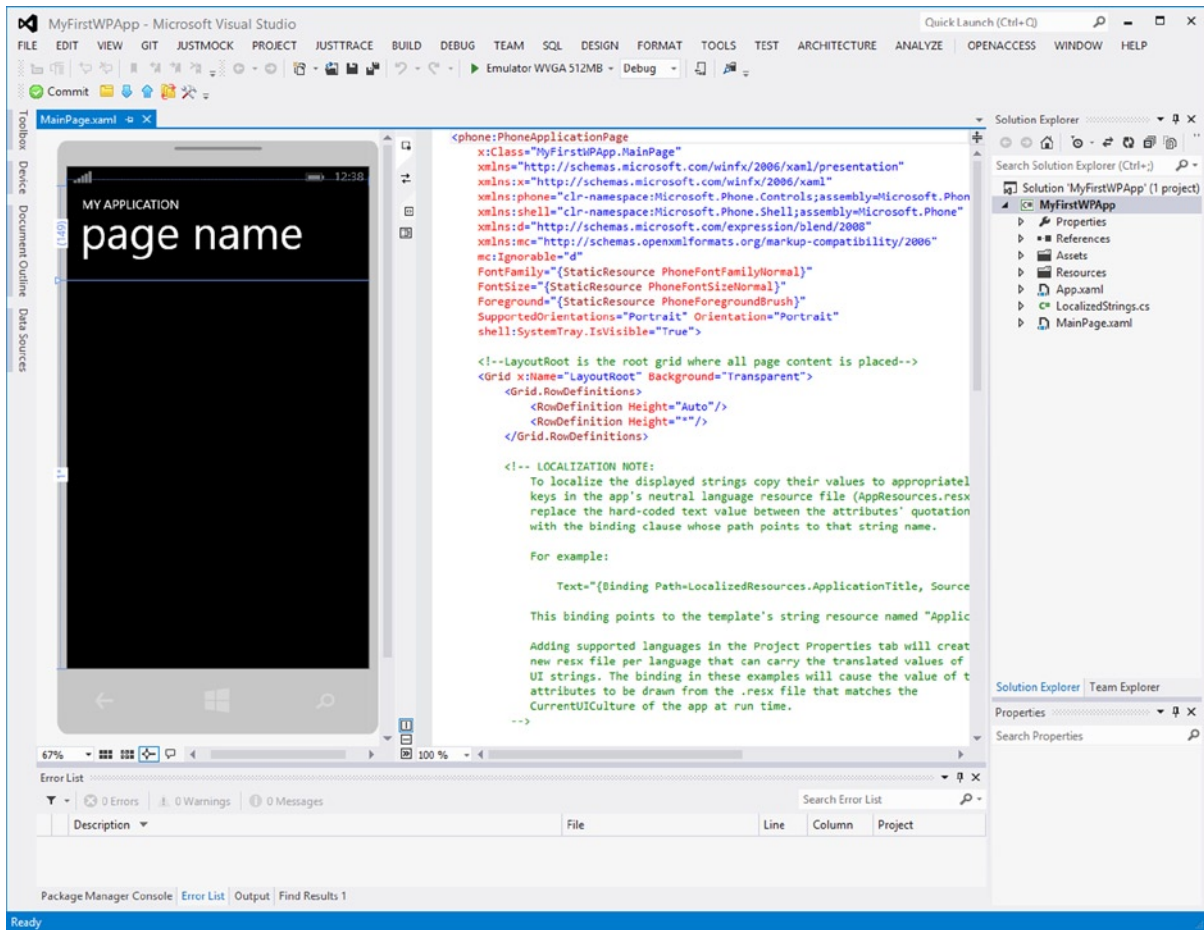 MyFirstWPApp - Microsoft Visual Studio
Quick Launch (Ctrl+Q)
FILE EDIT VIEW GIT JUSTMOCK PROJECT JUSTTRACE BUILD DEBUG TEAM SQL DESIGN FORMAT TOOLS TEST ARCHITECTURE ANALYZE OPENACCESS WINDOW HELP
Emulator WVGA 512MB Debug
Commit
Toolbox
Device
Document Outline
Data Sources
MainPage.xaml
12:38
MY APPLICATION
page name
(149)
1*
67%
<phone:PhoneApplicationPage
x:Class="MyFirstWPApp.MainPage"
xmlns="http://schemas.microsoft.com/winfx/2006/xaml/presentation"
xmlns:x="http://schemas.microsoft.com/winfx/2006/xaml"
xmlns:phone="clr-namespace:Microsoft.Phone.Controls;assembly=Microsoft.Phon
xmlns:shell="clr-namespace:Microsoft.Phone.Shell;assembly=Microsoft.Phone"
xmlns:d="http://schemas.microsoft.com/expression/blend/2008"
xmlns:mc="http://schemas.openxmlformats.org/markup-compatibility/2006"
mc:Ignorable="d"
FontFamily="{StaticResource PhoneFontFamilyNormal}"
FontSize="{StaticResource PhoneFontSizeNormal}"
Foreground="{StaticResource PhoneForegroundBrush}"
SupportedOrientations="Portrait" Orientation="Portrait"
shell:SystemTray.IsVisible="True">
<!--LayoutRoot is the root grid where all page content is placed-->
<Grid x:Name="LayoutRoot" Background="Transparent">
<Grid.RowDefinitions>
<RowDefinition Height="Auto"/>
<RowDefinition Height="*"/>
</Grid.RowDefinitions>
<!-- LOCALIZATION NOTE:
To localize the displayed strings copy their values to appropriatel
keys in the app's neutral language resource file (AppResources.resx
replace the hard-coded text value between the attributes' quotation
with the binding clause whose path points to that string name.
For example:
Text="{Binding Path=LocalizedResources.ApplicationTitle, Source
This binding points to the template's string resource named "Applic
Adding supported languages in the Project Properties tab will creat
new resx file per language that can carry the translated values of
UI strings. The binding in these examples will cause the value of t
attributes to be drawn from the .resx file that matches the
CurrentUICulture of the app at run time.
-->
100 %
Solution Explorer
Search Solution Explorer (Ctrl+;)
Solution 'MyFirstWPApp' (1 project)
C# MyFirstWPApp
Properties
References
Assets
Resources
App.xaml
C# LocalizedStrings.cs
MainPage.xaml
Solution Explorer Team Explorer
Properties
Search Properties
Error List
0 Errors 0 Warnings 0 Messages
Search Error List
Description File Line Column Project
Package Manager Console Error List Output Find Results 1
Ready